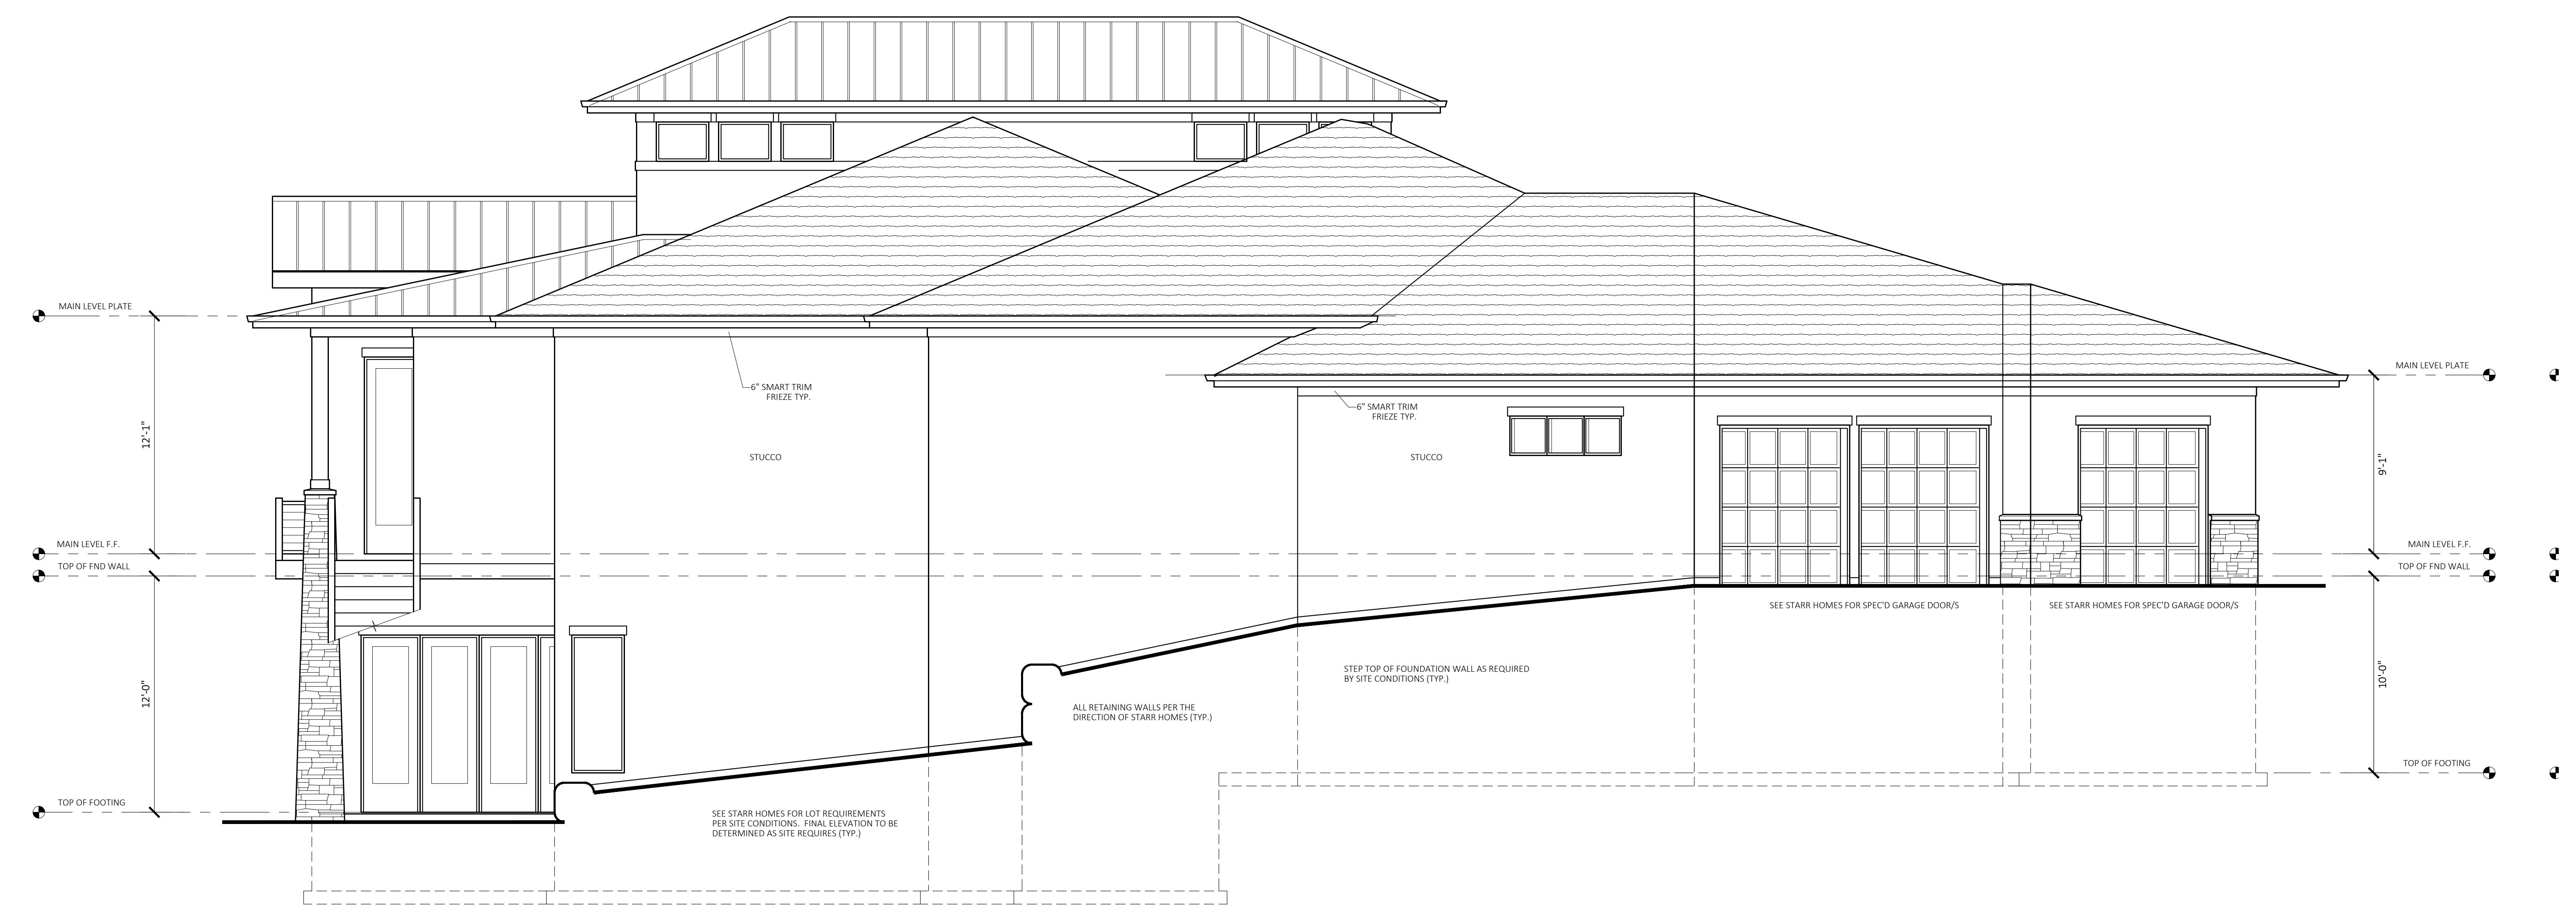 MAIN LEVEL PLATE
12'-1"
MAIN LEVEL F.F.
TOP OF FND WALL
12'-0"
TOP OF FOOTING
6" SMART TRIM
FRIEZE TYP.
STUCCO
6" SMART TRIM
FRIEZE TYP.
STUCCO
SEE STARR HOMES FOR LOT REQUIREMENTS
PER SITE CONDITIONS. FINAL ELEVATION TO BE
DETERMINED AS SITE REQUIRES (TYP.)
ALL RETAINING WALLS PER THE
DIRECTION OF STARR HOMES (TYP.)
STEP TOP OF FOUNDATION WALL AS REQUIRED
BY SITE CONDITIONS (TYP.)
SEE STARR HOMES FOR SPEC'D GARAGE DOOR/S
SEE STARR HOMES FOR SPEC'D GARAGE DOOR/S
MAIN LEVEL PLATE
9'-1"
MAIN LEVEL F.F.
TOP OF FND WALL
10'-0"
TOP OF FOOTING